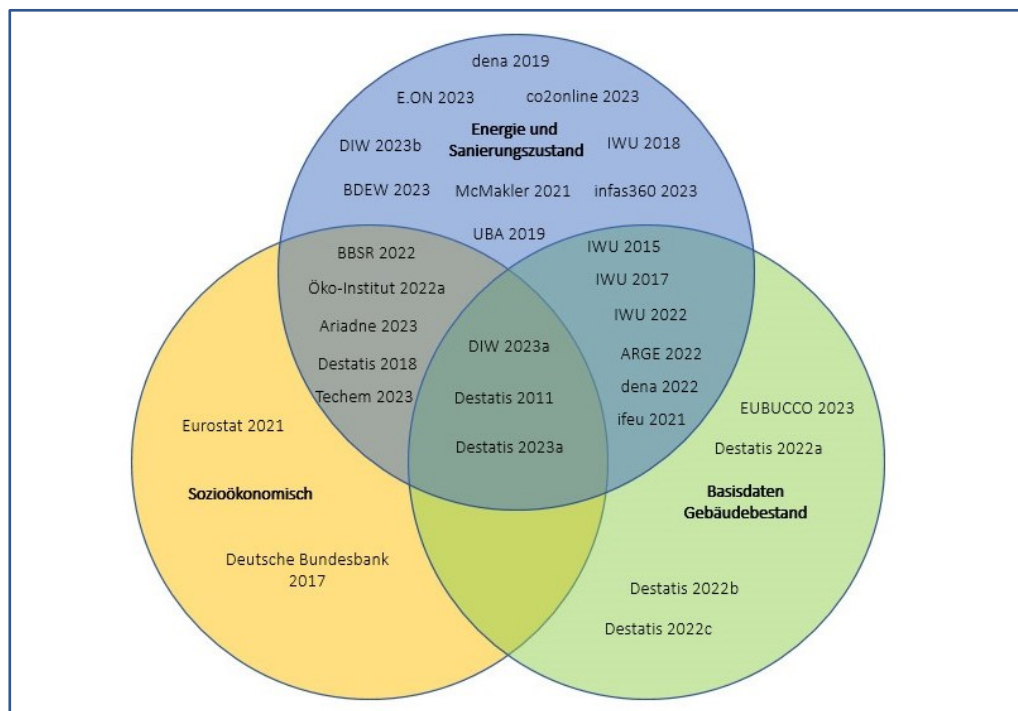 dena 2019
E.ON 2023
co2online 2023
Energie und
Sanierungszustand
DIW 2023b
IWU 2018
BDEW 2023
McMakler 2021
infas360 2023
UBA 2019
IWU 2015
BBSR 2022
IWU 2017
Öko-Institut 2022a
IWU 2022
Ariadne 2023
DIW 2023a
ARGE 2022
Destatis 2018
dena 2022
Techem 2023
Destatis 2011
EUBUCCO 2023
Eurostat 2021
ifeu 2021
Destatis 2023a
Destatis 2022a
Sozioökonomisch
Basisdaten
Gebäudebestand
Deutsche Bundesbank
2017
Destatis 2022b
Destatis 2022c